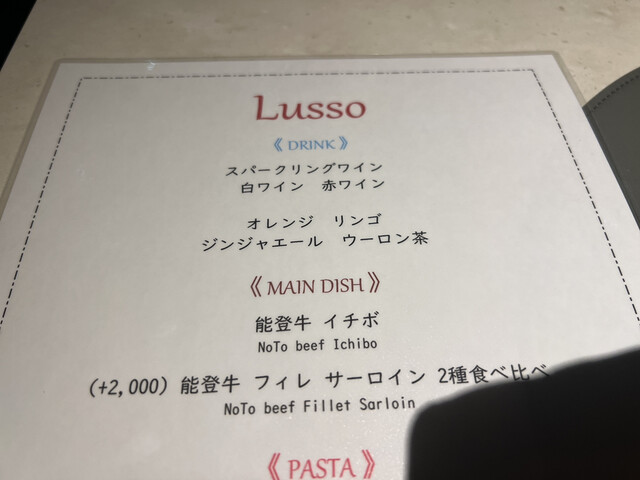 Lusso
《 DRINK 》
スパークリングワイン
白ワイン 赤ワイン
オレンジ リンゴ
ジンジャエール ウーロン茶
《 MAIN DISH 》
能登牛 イチボ
NoTo beef Ichibo
(+2,000) 能登牛 フィレ サーロイン 2種食べ比べ
NoTo beef Fillet Sarloin
《 PASTA 》